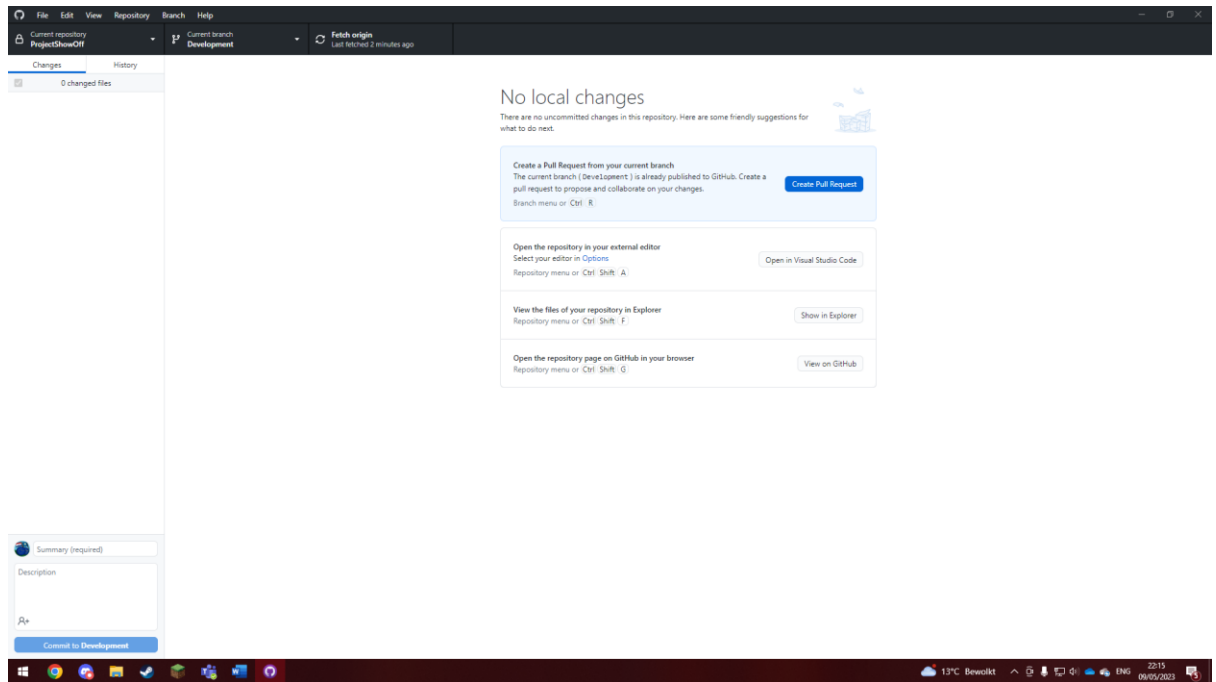 File Edit View Repository Branch Help
Current repository
ProjectShowOff
Current branch
Development
Fetch origin
Last fetched 2 minutes ago
Changes History
0 changed files
No local changes
There are no uncommitted changes in this repository. Here are some friendly suggestions for
what to do next.
Create a Pull Request from your current branch
The current branch (Development) is already published to GitHub. Create a
pull request to propose and collaborate on your changes.
Branch menu or Ctrl R
Create Pull Request
Open the repository in your external editor
Select your editor in Options
Repository menu or Ctrl Shift A
Open in Visual Studio Code
View the files of your repository in Explorer
Repository menu or Ctrl Shift F
Show in Explorer
Open the repository page on GitHub in your browser
Repository menu or Ctrl Shift G
View on GitHub
Summary (required)
Description
Commit to Development
13°C Bewolkt ENG
22:15
09/05/2023